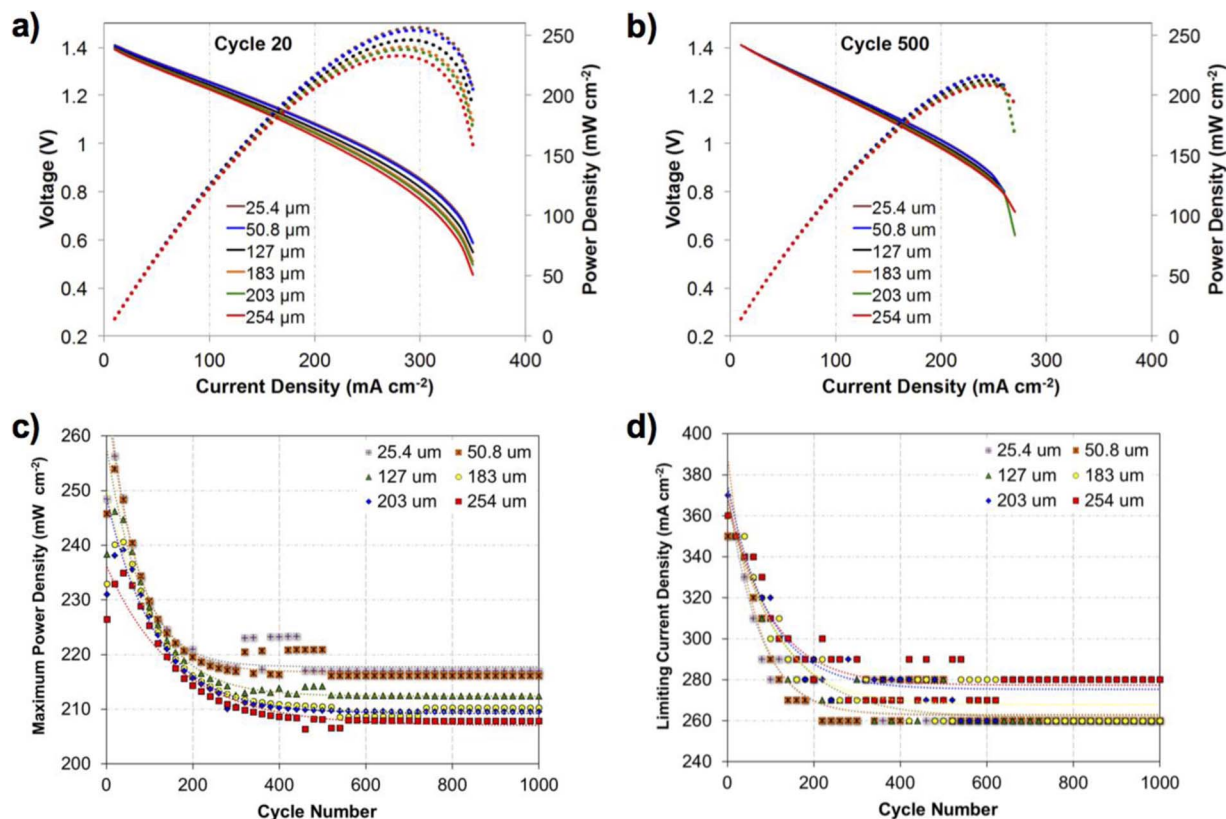 a)
Cycle 20
Voltage (V)
1.4
1.2
1
0.8
0.6
0.4
0.2
0 100 200 300 400
Current Density (mA cm-2)
250
200
150
100
50
0
Power Density (mW cm-2)
25.4 µm
50.8 µm
127 µm
183 µm
203 µm
254 µm
b)
Cycle 500
Voltage (V)
1.4
1.2
1
0.8
0.6
0.4
0.2
0 100 200 300 400
Current Density (mA cm-2)
250
200
150
100
50
0
Power Density (mW cm-2)
25.4 um
50.8 um
127 um
183 um
203 um
254 um
c)
Maximum Power Density (mW cm-2)
260
250
240
230
220
210
200
0 200 400 600 800 1000
Cycle Number
25.4 um 50.8 um
127 um 183 um
203 um 254 um
d)
Limiting Current Density (mA cm-2)
400
380
360
340
320
300
280
260
240
0 200 400 600 800 1000
Cycle Number
25.4 um 50.8 um
127 um 183 um
203 um 254 um